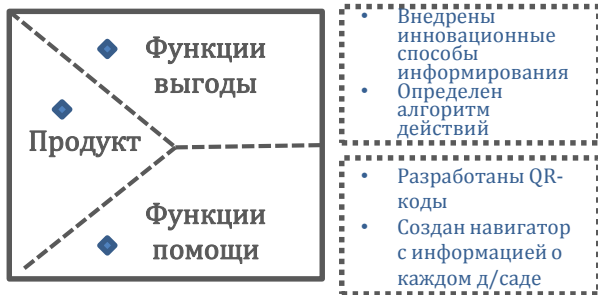 Функции
выгоды
Продукт
Функции
помощи
• Внедрены
инновационные
способы
информирования
• Определен
алгоритм
действий
• Разработаны QR-
коды
• Создан навигатор
с информацией о
каждом д/саде